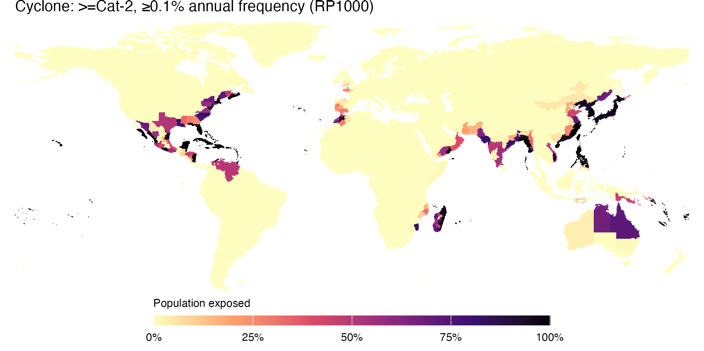 Cyclone: >=Cat-2, ≥0.1% annual frequency (RP1000)
Population exposed
0% 25% 50% 75% 100%